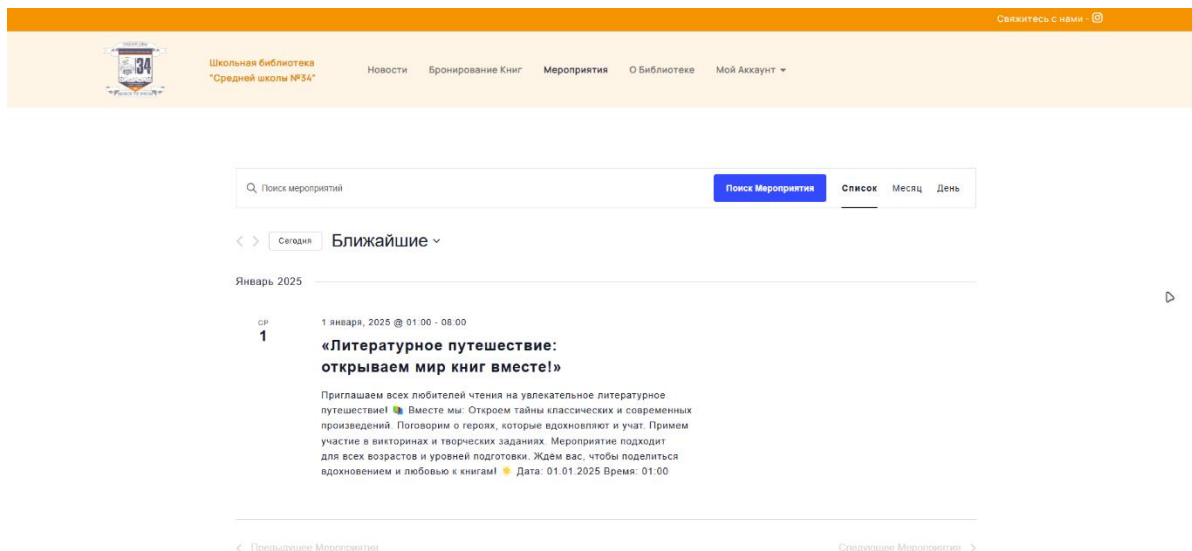 Свяжитесь с нами -
34
Школьная библиотека
"Средней школы №34"
Новости Бронирование Книг Мероприятия О Библиотеке Мой Аккаунт
Поиск мероприятий Поиск Мероприятия Список Месяц День
Сегодня Ближайшие
Январь 2025
СР
1
1 января, 2025 @ 01:00 - 08:00
«Литературное путешествие:
открываем мир книг вместе!»
Приглашаем всех любителей чтения на увлекательное литературное
путешествие! Вместе мы: Откроем тайны классических и современных
произведений. Поговорим о героях, которые вдохновляют и учат. Примем
участие в викторинах и творческих заданиях. Мероприятие подходит
для всех возрастов и уровней подготовки. Ждём вас, чтобы поделиться
вдохновением и любовью к книгам! Дата: 01.01.2025 Время: 01:00
Предыдущее Мероприятия Следующее Мероприятия